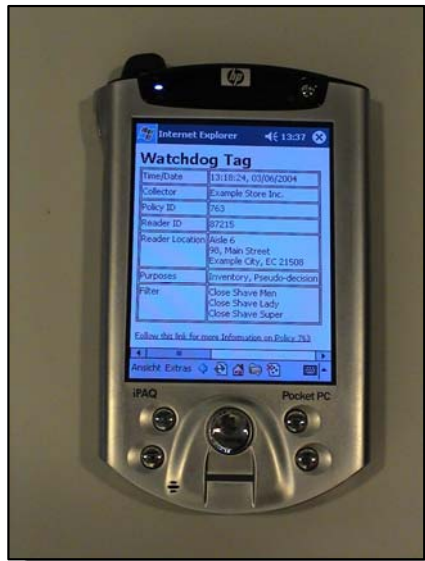 hp
Internet Explorer 13:37
Watchdog Tag
Time/Date 13:18:24, 03/06/2004
Collector Example Store Inc.
Policy ID 763
Reader ID 87215
Reader Location Aisle 6
90, Main Street
Example City, EC 21508
Purposes Inventory, Pseudo-decision
Filter Close Shave Men
Close Shave Lady
Close Shave Super
Follow this link for more Information on Policy 763
Ansicht Extras
iPAQ Pocket PC